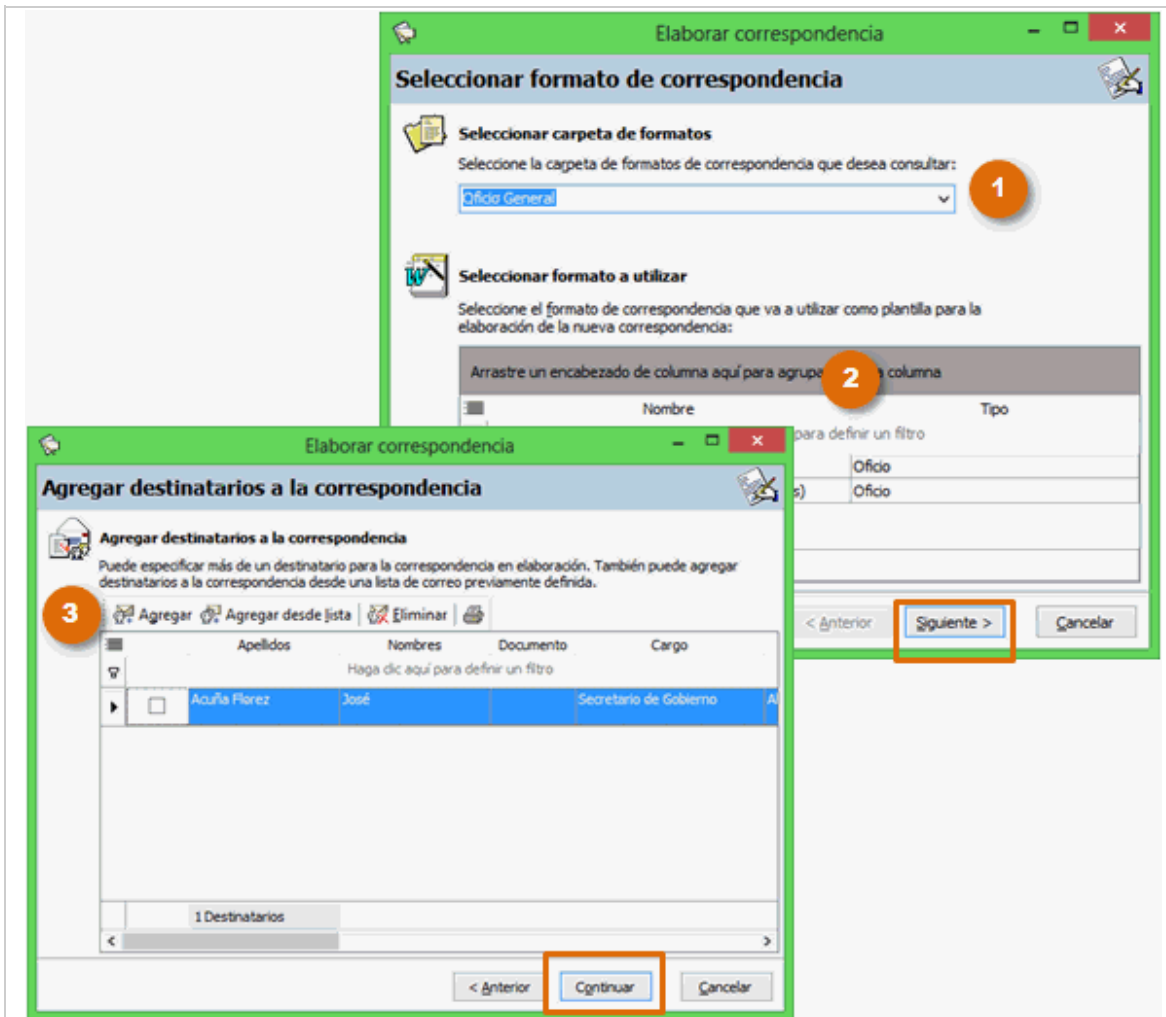 Elaborar correspondencia
Seleccionar formato de correspondencia
Seleccionar carpeta de formatos
Seleccione la carpeta de formatos de correspondencia que desea consultar:
1
Oficio General
Seleccionar formato a utilizar
Seleccione el formato de correspondencia que va a utilizar como plantilla para la
elaboración de la nueva correspondencia:
Arrastre un encabezado de columna aquí para agrupa
2
columna
Nombre Tipo
para definir un filtro
Oficio
s) Oficio
< Anterior Siguiente > Cancelar
Elaborar correspondencia
Agregar destinatarios a la correspondencia
Agregar destinatarios a la correspondencia
Puede especificar más de un destinatario para la correspondencia en elaboración. También puede agregar
destinatarios a la correspondencia desde una lista de correo previamente definida.
3
Agregar Agregar desde lista Eliminar
Apellidos Nombres Documento Cargo
Haga clic aquí para definir un filtro
Acuña Florez José Secretario de Gobierno Al
1 Destinatarios
< Anterior Continuar Cancelar